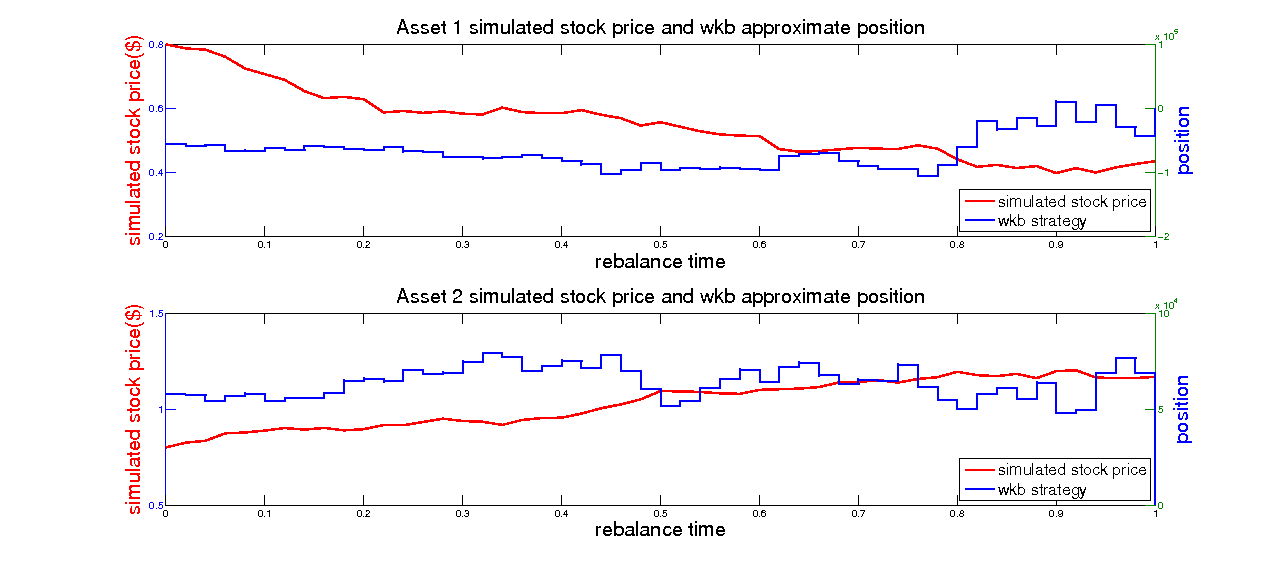 Asset 1 simulated stock price and wkb approximate position
x 10^5
simulated stock price($)
0.8
0.6
0.4
0.2
1
0
-1
-2
position
simulated stock price
wkb strategy
0 0.1 0.2 0.3 0.4 0.5 0.6 0.7 0.8 0.9 1
rebalance time
Asset 2 simulated stock price and wkb approximate position
x 10^4
simulated stock price($)
1.5
1
0.5
10
5
0
position
simulated stock price
wkb strategy
0 0.1 0.2 0.3 0.4 0.5 0.6 0.7 0.8 0.9 1
rebalance time